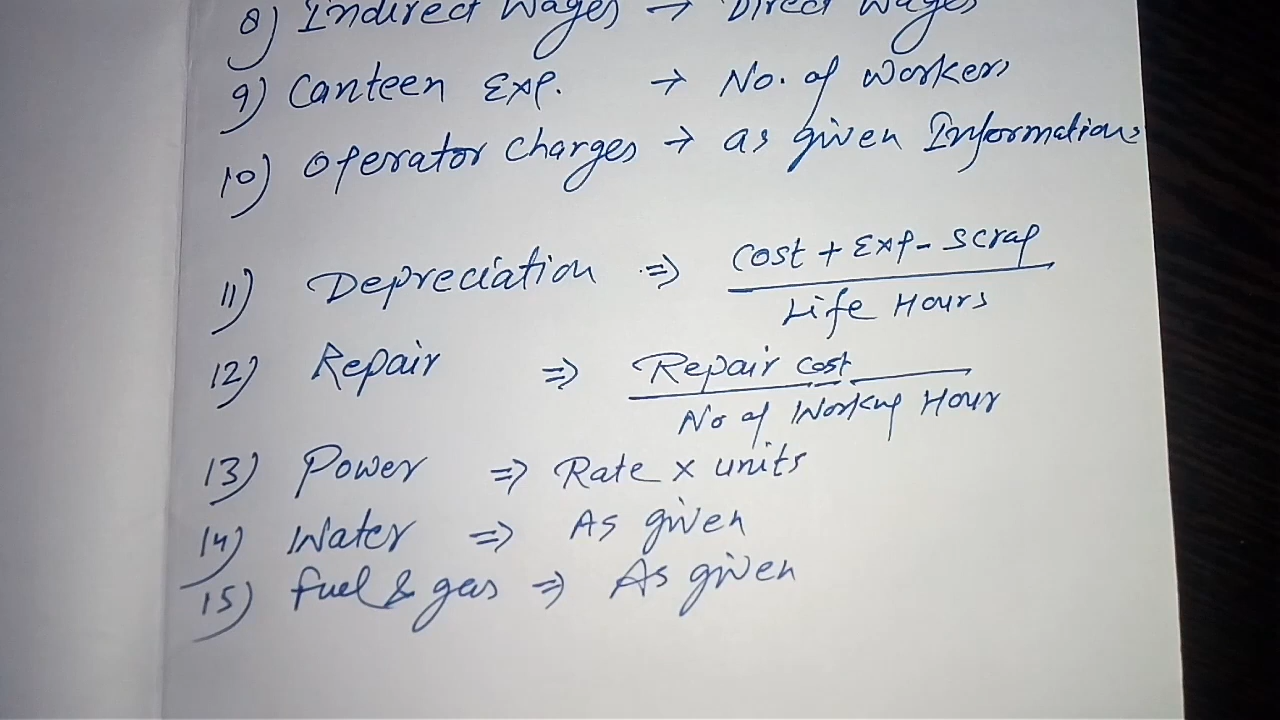 8) Indirect Wages → Direct Wages
9) Canteen Exp. → No. of Workers
10) Operator Charges → as given Informations
11) Depreciation ⇒ Cost + Exp - Scrap
Life Hours
12) Repair ⇒ Repair cost
No of Working Hour
13) Power ⇒ Rate x units
14) Water ⇒ As given
15) fuel & gas ⇒ As given